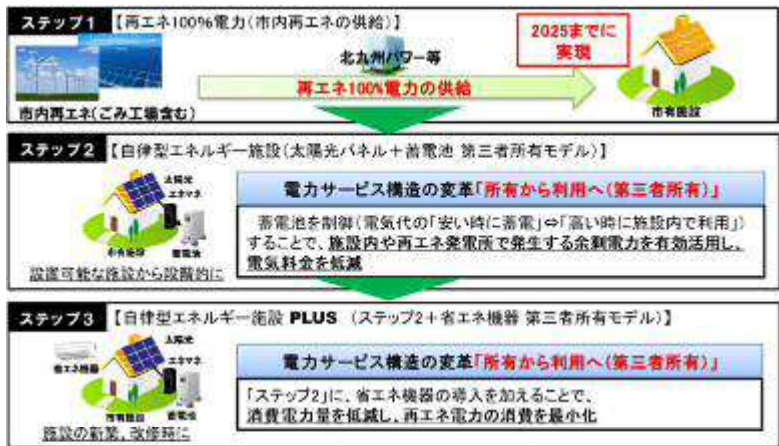 ステップ1 【再エネ100%電力(市内再エネの供給)】
北九州パワー等
2025までに
実現
再エネ100%電力の供給
市内再エネ(ごみ工場含む)
市有施設
ステップ2 【自律型エネルギー施設(太陽光パネル+蓄電池 第三者所有モデル)】
太陽光
エネマネ
市有施設
蓄電池
設置可能な施設から段階的に
電力サービス構造の変革「所有から利用へ(第三者所有)」
蓄電池を制御(電気代の「安い時に蓄電」⇔「高い時に施設内で利用」)
することで、施設内や再エネ発電所で発生する余剰電力を有効活用し、
電気料金を低減
ステップ3 【自律型エネルギー施設 PLUS (ステップ2+省エネ機器 第三者所有モデル)】
太陽光
省エネ機器
エネマネ
市有施設
蓄電池
施設の新築、改修時に
電力サービス構造の変革「所有から利用へ(第三者所有)」
「ステップ2」に、省エネ機器の導入を加えることで、
消費電力量を低減し、再エネ電力の消費を最小化